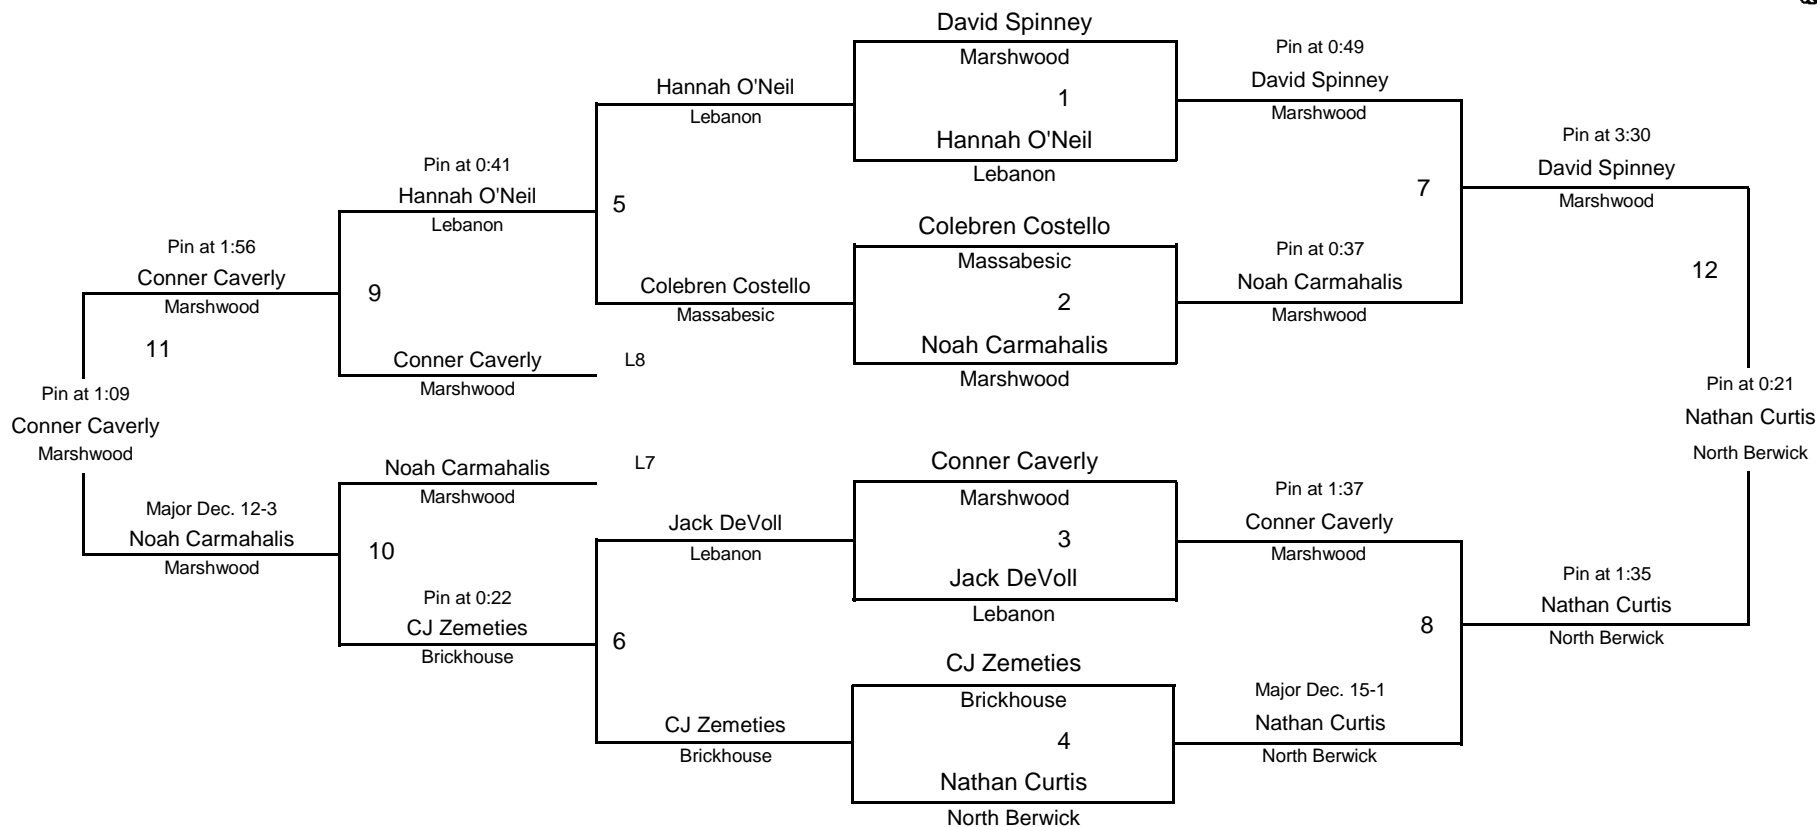 David Spinney
Marshwood
1
Hannah O'Neil
Lebanon
Colebren Costello
Massabesic
2
Noah Carmahalis
Marshwood
Conner Caverly
Marshwood
3
Jack DeVoll
Lebanon
CJ Zemeties
Brickhouse
4
Nathan Curtis
North Berwick
Pin at 0:49
David Spinney
Marshwood
7
Pin at 0:37
Noah Carmahalis
Marshwood
Pin at 1:37
Conner Caverly
Marshwood
8
Major Dec. 15-1
Nathan Curtis
North Berwick
Pin at 3:30
David Spinney
Marshwood
12
Pin at 1:35
Nathan Curtis
North Berwick
Pin at 0:21
Nathan Curtis
North Berwick
Hannah O'Neil
Lebanon
5
Colebren Costello
Massabesic
L8
L7
Jack DeVoll
Lebanon
6
CJ Zemeties
Brickhouse
Pin at 0:41
Hannah O'Neil
Lebanon
9
Conner Caverly
Marshwood
Noah Carmahalis
Marshwood
10
Pin at 0:22
CJ Zemeties
Brickhouse
Pin at 1:56
Conner Caverly
Marshwood
11
Major Dec. 12-3
Noah Carmahalis
Marshwood
Pin at 1:09
Conner Caverly
Marshwood